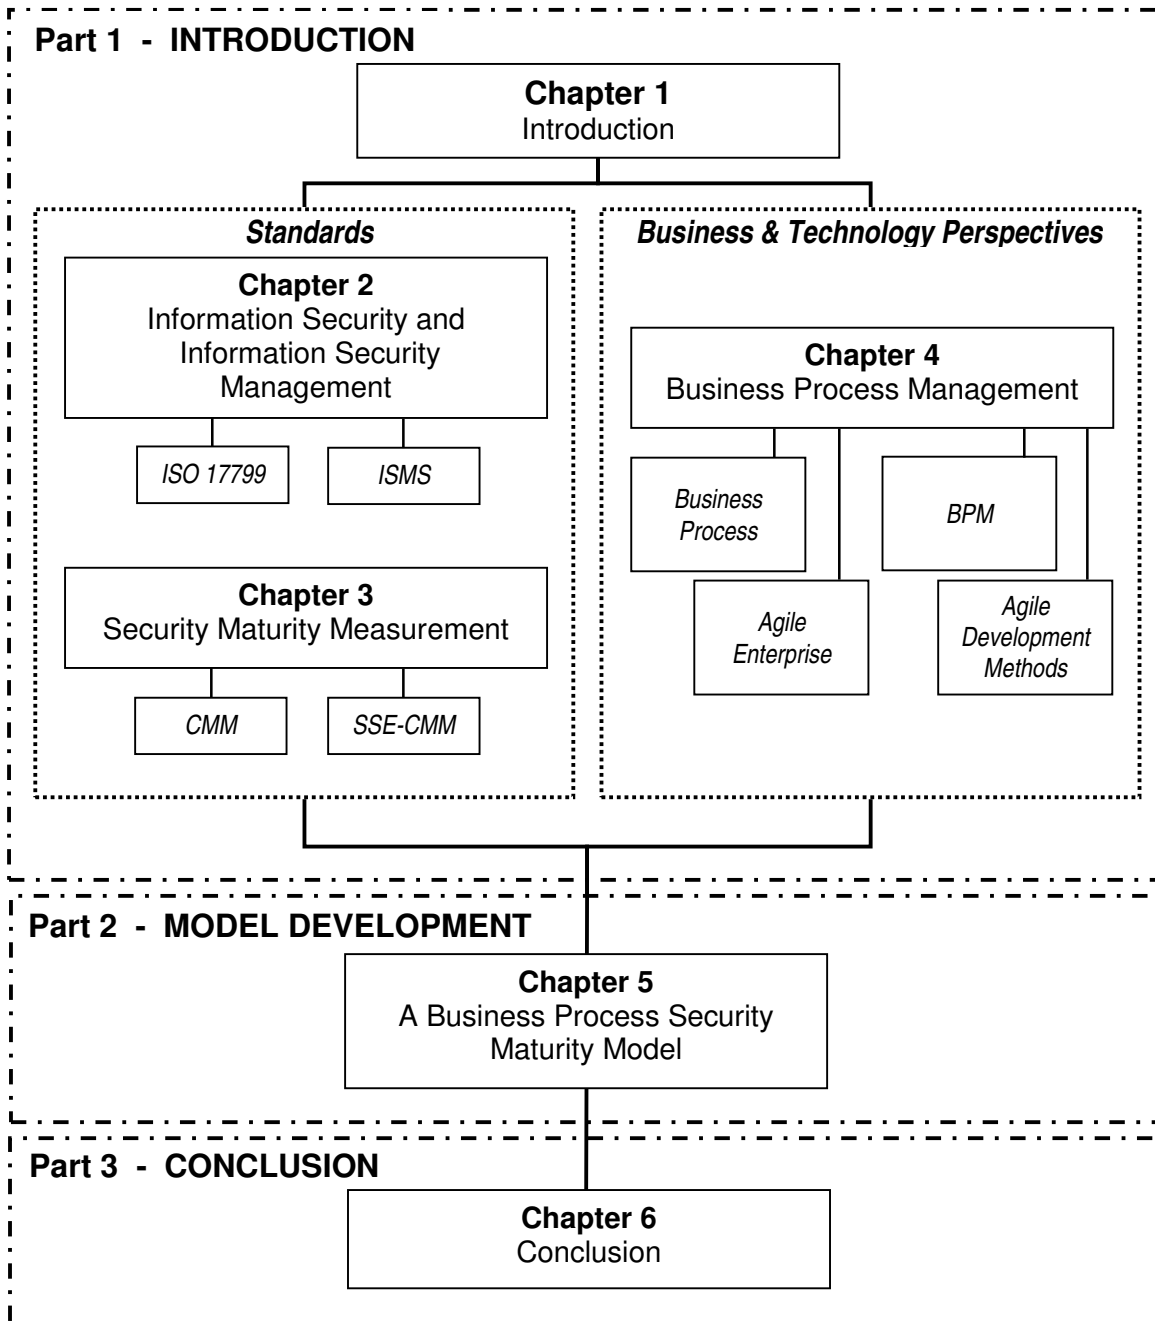 Part 1 - INTRODUCTION
Chapter 1
Introduction
Standards
Chapter 2
Information Security and
Information Security
Management
ISO 17799
ISMS
Chapter 3
Security Maturity Measurement
CMM
SSE-CMM
Business & Technology Perspectives
Chapter 4
Business Process Management
Business
Process
BPM
Agile
Enterprise
Agile
Development
Methods
Part 2 - MODEL DEVELOPMENT
Chapter 5
A Business Process Security
Maturity Model
Part 3 - CONCLUSION
Chapter 6
Conclusion